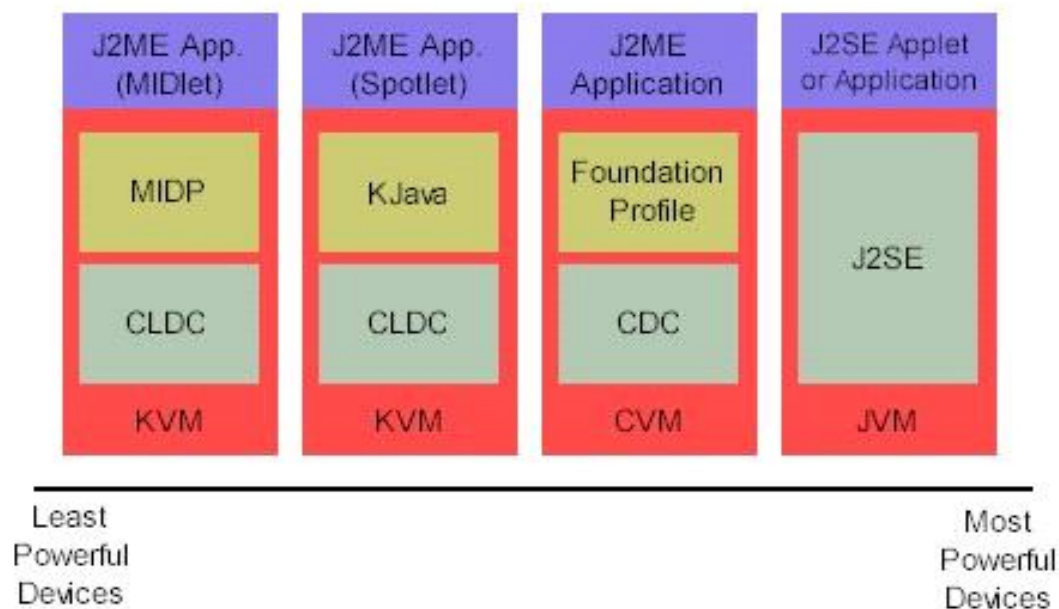 J2ME App.
(MIDlet)
MIDP
CLDC
KVM
J2ME App.
(Spotlet)
KJava
CLDC
KVM
J2ME
Application
Foundation
Profile
CDC
CVM
J2SE Applet
or Application
J2SE
JVM
Least
Powerful
Devices
Most
Powerful
Devices